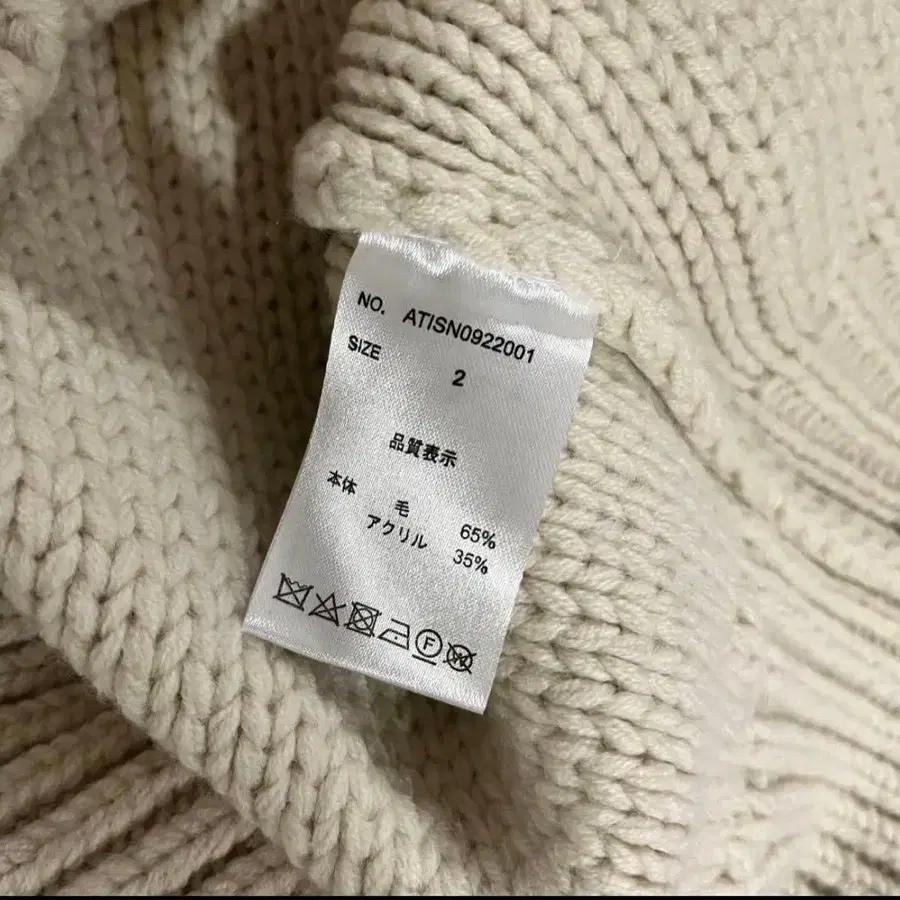 NO. ATISN0922001
SIZE
2
品質表示
本体 毛 65%
アクリル 35%
F
W